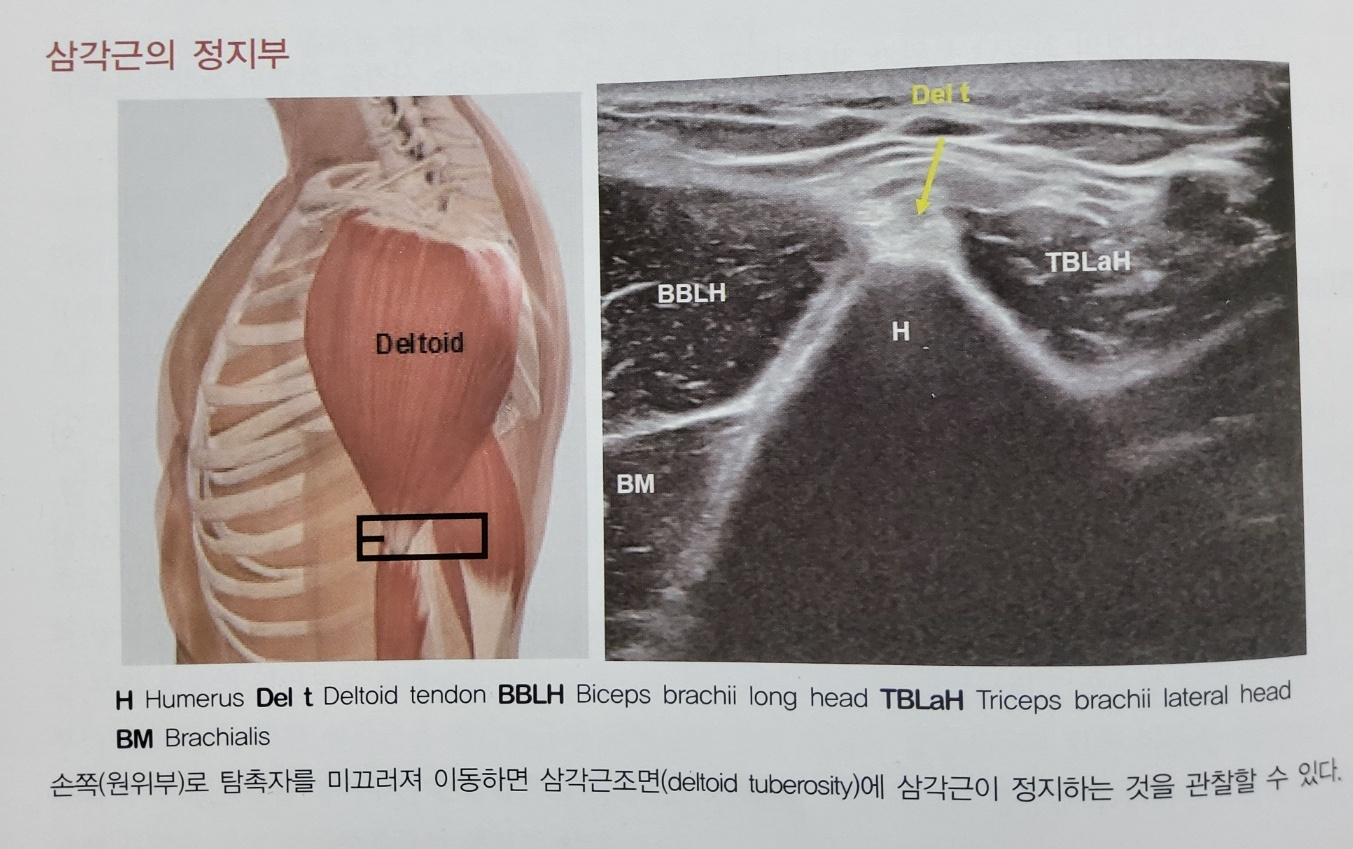 삼각근의 정지부
Deltoid
Del t
BBLH
TBLaH
H
BM
H Humerus Del t Deltoid tendon BBLH Biceps brachii long head TBLaH Triceps brachii lateral head
BM Brachialis
손쪽(원위부)로 탐촉자를 미끄러져 이동하면 삼각근조면(deltoid tuberosity)에 삼각근이 정지하는 것을 관찰할 수 있다.